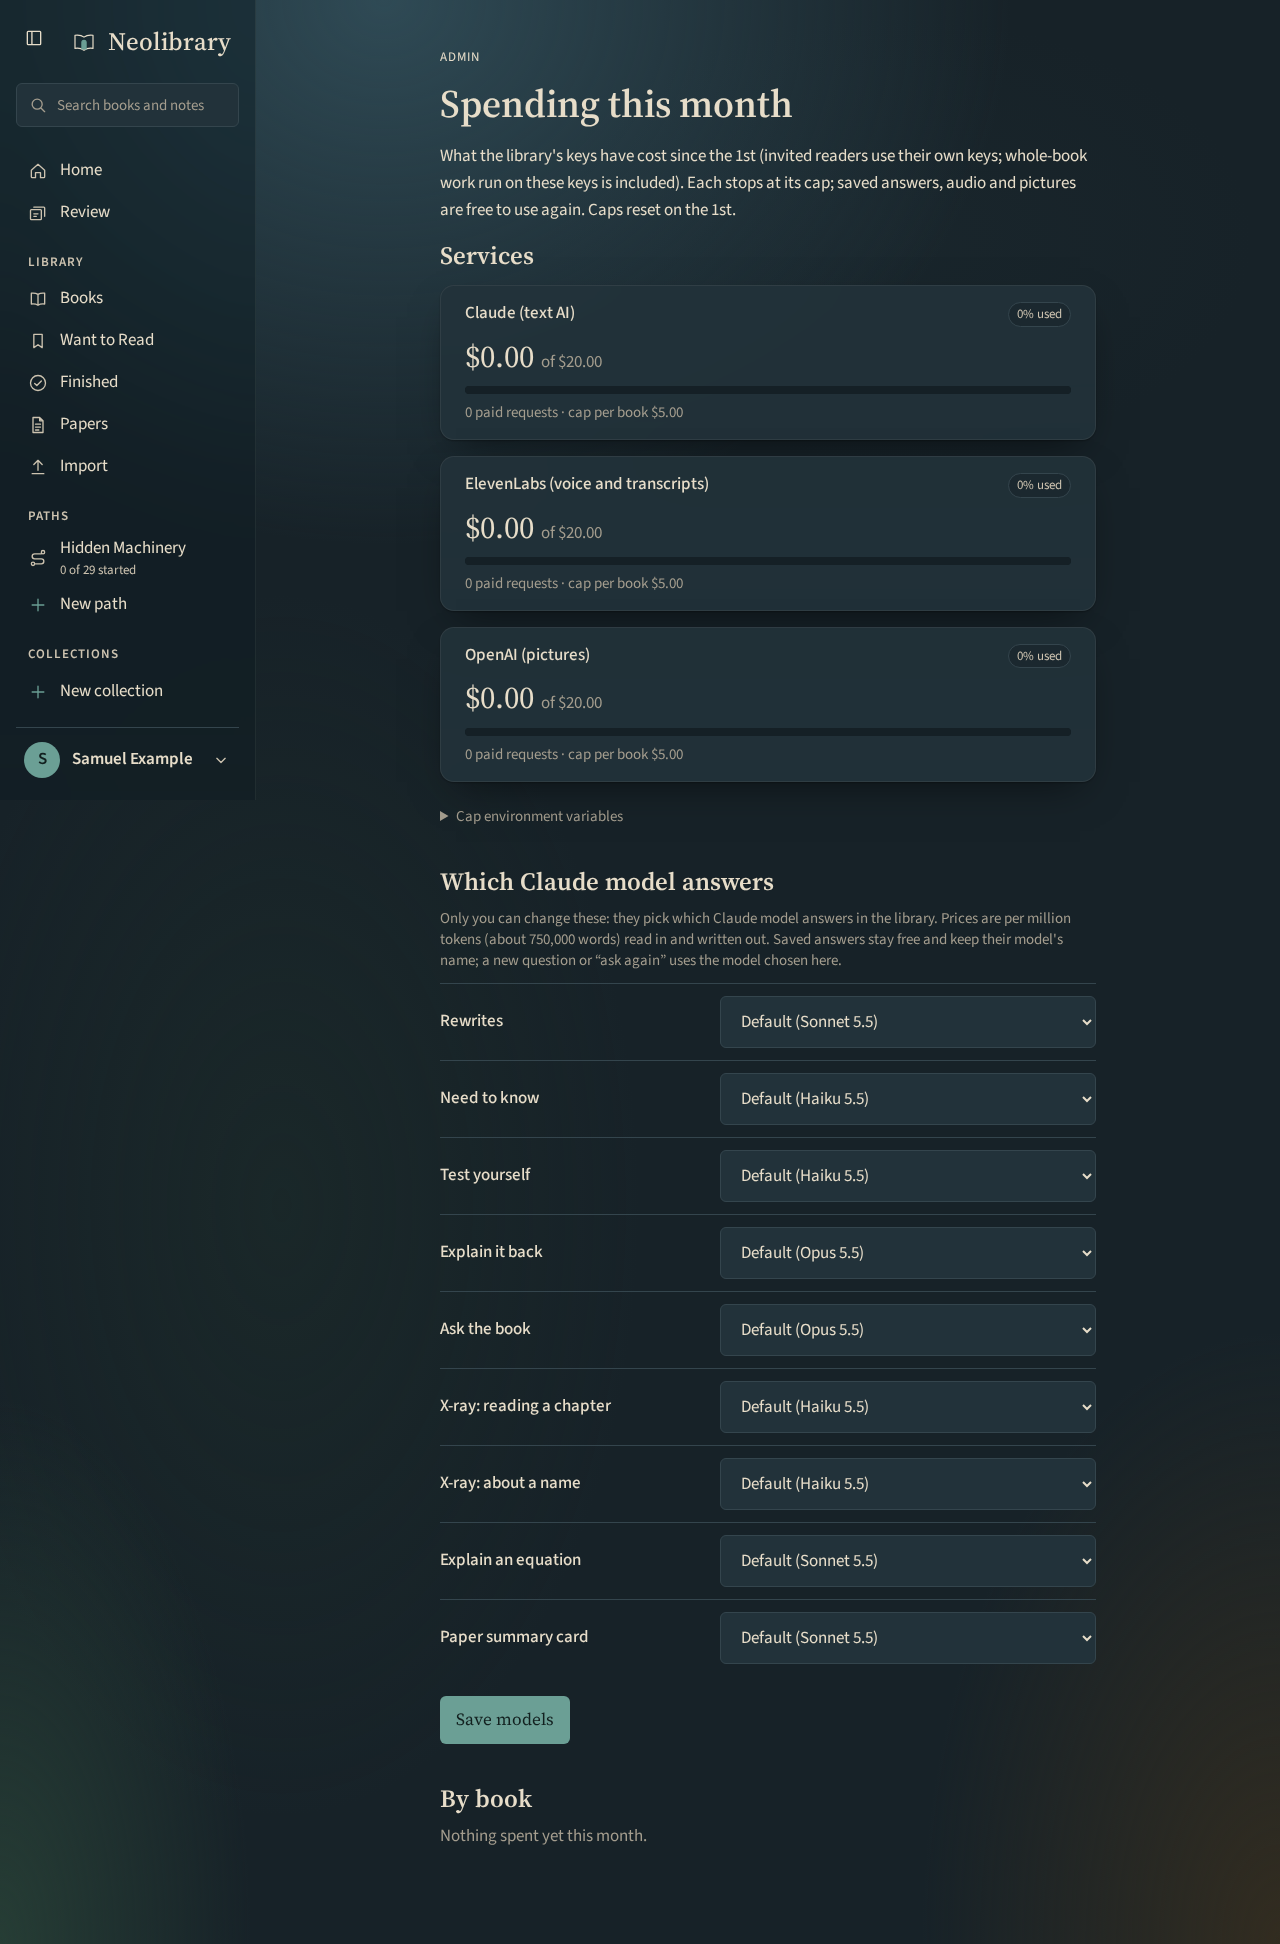 Neolibrary
Search books and notes
Home
Review
LIBRARY
Books
Want to Read
Finished
Papers
Import
PATHS
Hidden Machinery
0 of 29 started
New path
COLLECTIONS
New collection
S
Samuel Example
ADMIN
Spending this month
What the library's keys have cost since the 1st (invited readers use their own keys; whole-book
work run on these keys is included). Each stops at its cap; saved answers, audio and pictures
are free to use again. Caps reset on the 1st.
Services
Claude (text AI)
0% used
$0.00 of $20.00
0 paid requests · cap per book $5.00
ElevenLabs (voice and transcripts)
0% used
$0.00 of $20.00
0 paid requests · cap per book $5.00
OpenAI (pictures)
0% used
$0.00 of $20.00
0 paid requests · cap per book $5.00
Cap environment variables
Which Claude model answers
Only you can change these: they pick which Claude model answers in the library. Prices are per million
tokens (about 750,000 words) read in and written out. Saved answers stay free and keep their model's
name; a new question or “ask again” uses the model chosen here.
Rewrites
Default (Sonnet 5.5)
Need to know
Default (Haiku 5.5)
Test yourself
Default (Haiku 5.5)
Explain it back
Default (Opus 5.5)
Ask the book
Default (Opus 5.5)
X-ray: reading a chapter
Default (Haiku 5.5)
X-ray: about a name
Default (Haiku 5.5)
Explain an equation
Default (Sonnet 5.5)
Paper summary card
Default (Sonnet 5.5)
Save models
By book
Nothing spent yet this month.